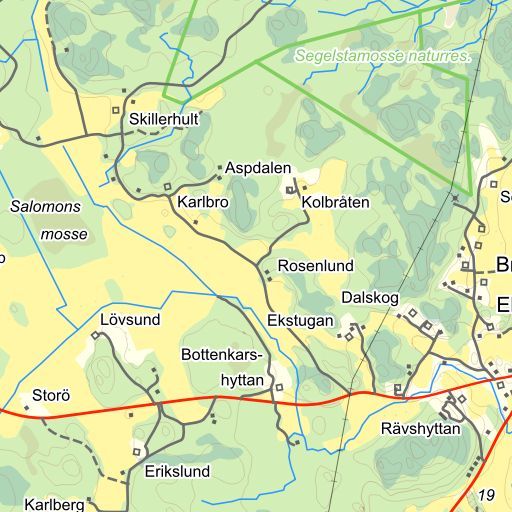 Segelstamosse naturres.
Skillerhult
Aspdalen
Karlbro
Kolbråten
Salomons
mosse
Rosenlund
Dalskog
Lövsund
Ekstugan
Bottenkars-
hyttan
Storö
Rävshyttan
Erikslund
Karlberg
19